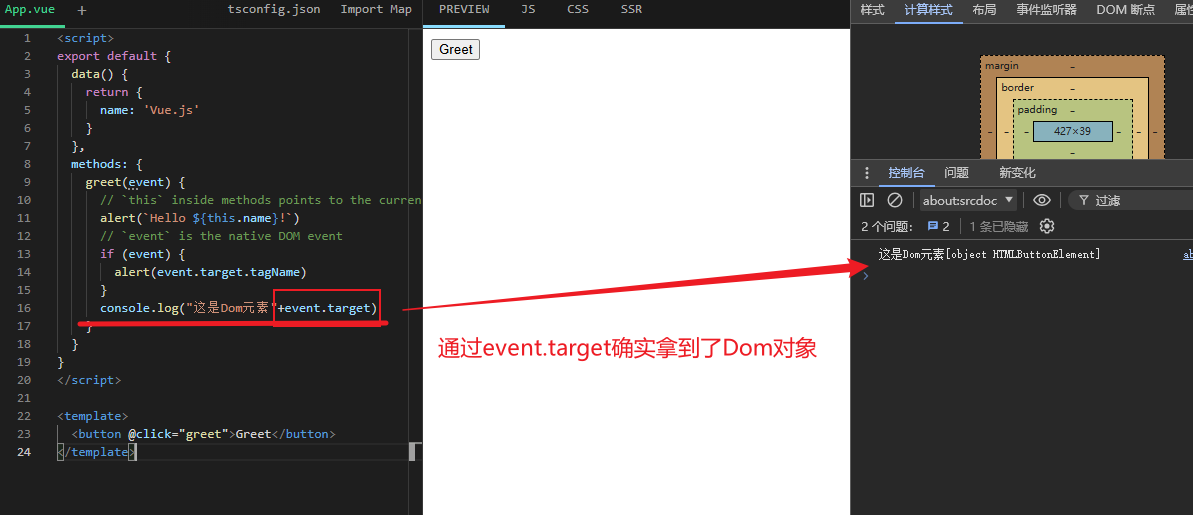 App.vue + tsconfig.json Import Map
1 <script>
2 export default {
3 data() {
4 return {
5 name: 'Vue.js'
6 }
7 },
8 methods: {
9 greet(event) {
10 // `this` inside methods points to the curren
11 alert(`Hello ${this.name}!`)
12 // `event` is the native DOM event
13 if (event) {
14 alert(event.target.tagName)
15 }
16 console.log("这是Dom元素"+event.target)
17 }
18 }
19 }
20 </script>
21
22 <template>
23 <button @click="greet">Greet</button>
24 </template>
PREVIEW JS CSS SSR
Greet
通过event.target确实拿到了Dom对象
样式 计算样式 布局 事件监听器 DOM 断点 属性
margin -
border -
padding -
- - - 427×39 - - -
-
控制台 问题 新变化
about:srcdoc 过滤
2 个问题: 2 1 条已隐藏
这是Dom元素[object HTMLButtonElement] ab